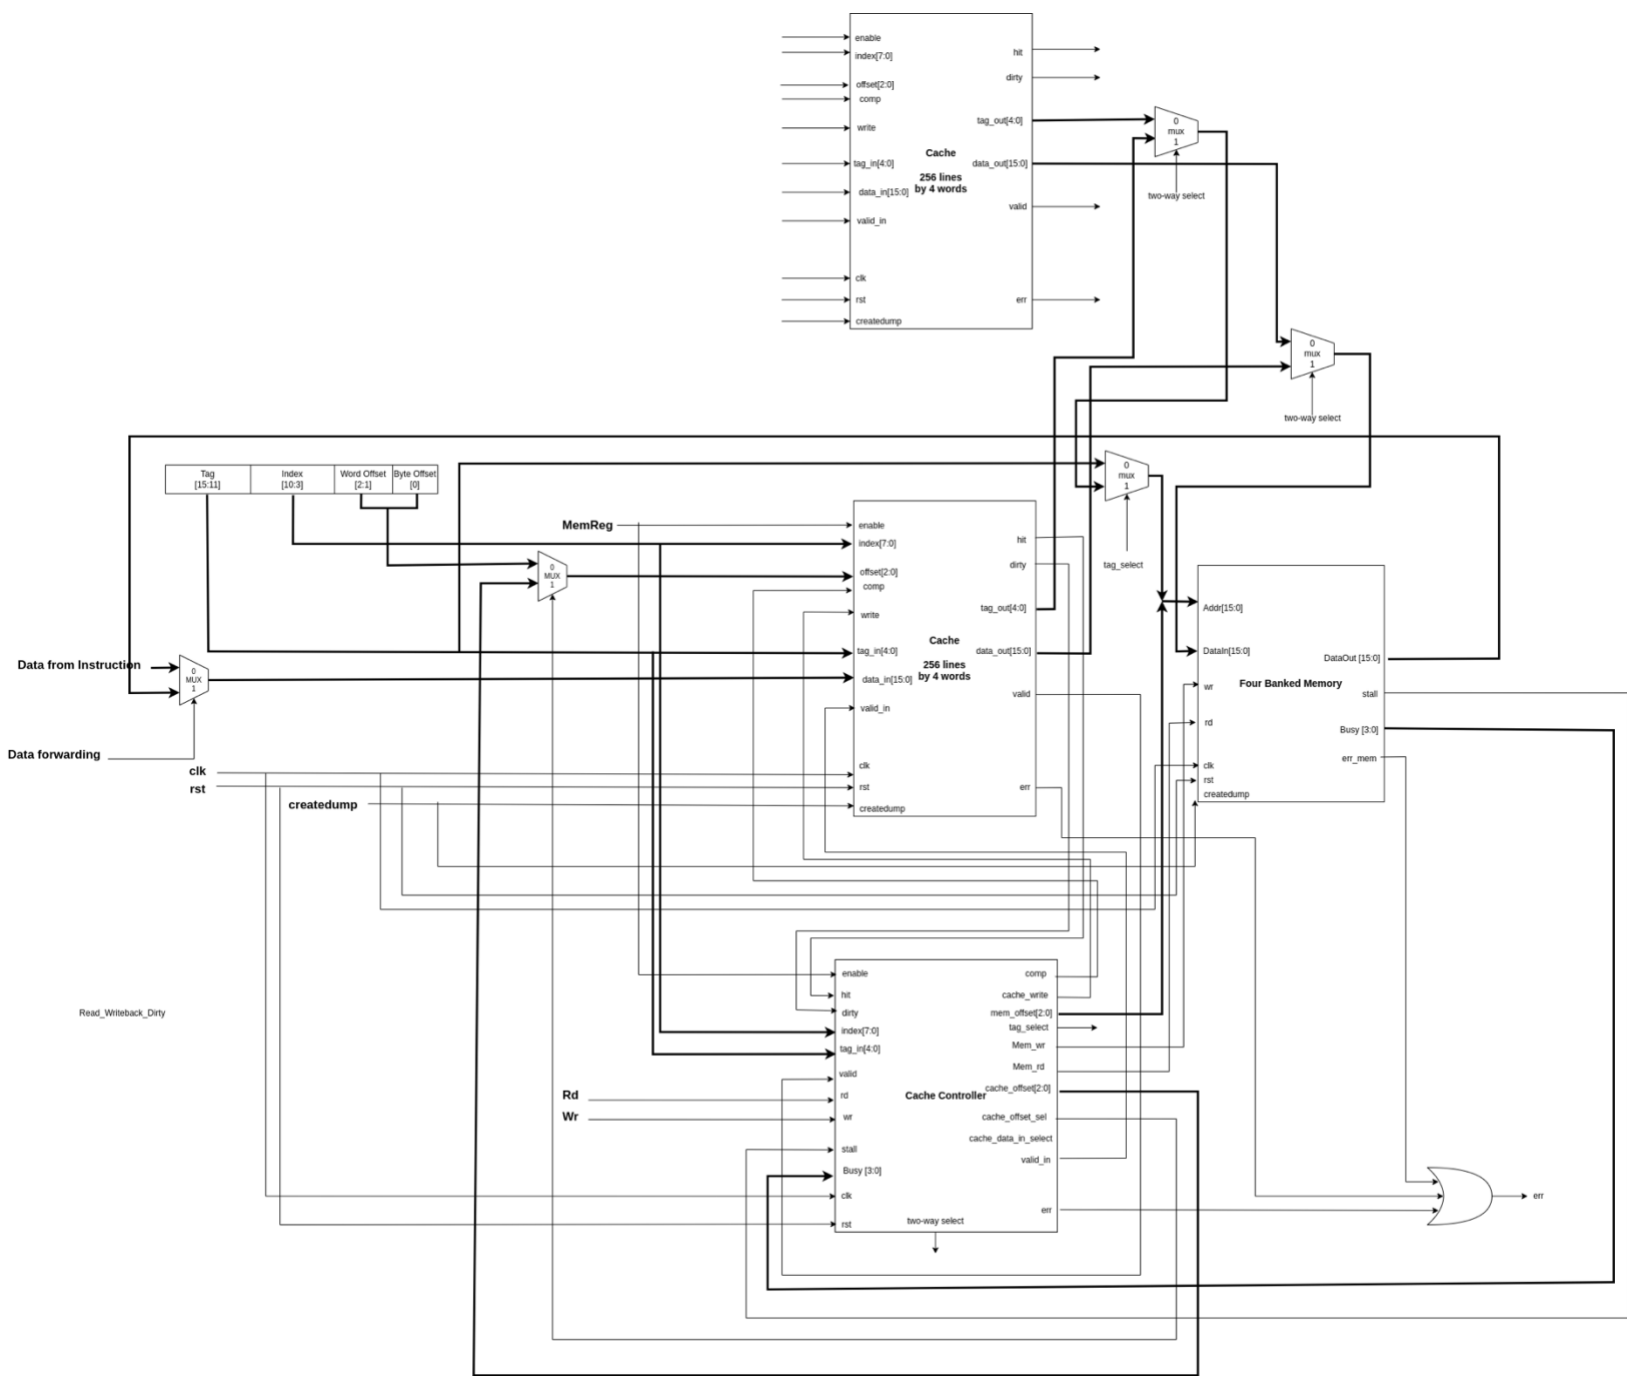 enable
index[7:0]
offset[2:0]
comp
write
tag_in[4:0]
data_in[15:0]
valid_in
clk
rst
createdump
Cache
256 lines
by 4 words
hit
dirty
tag_out[4:0]
data_out[15:0]
valid
err
0
mux
1
two-way select
0
mux
1
two-way select
Tag
[15:11]
Index
[10:3]
Word Offset
[2:1]
Byte Offset
[0]
0
mux
1
tag_select
MemReg
0
MUX
1
Data from Instruction
0
MUX
1
Data forwarding
clk
rst
createdump
enable
index[7:0]
offset[2:0]
comp
write
tag_in[4:0]
data_in[15:0]
valid_in
clk
rst
createdump
Cache
256 lines
by 4 words
hit
dirty
tag_out[4:0]
data_out[15:0]
valid
err
Addr[15:0]
DataIn[15:0]
wr
rd
clk
rst
createdump
Four Banked Memory
DataOut [15:0]
stall
Busy [3:0]
err_mem
Read_Writeback_Dirty
Rd
Wr
enable
hit
dirty
index[7:0]
tag_in[4:0]
valid
rd
wr
stall
Busy [3:0]
clk
rst
Cache Controller
two-way select
comp
cache_write
mem_offset[2:0]
tag_select
Mem_wr
Mem_rd
cache_offset[2:0]
cache_offset_sel
cache_data_in_select
valid_in
err
err